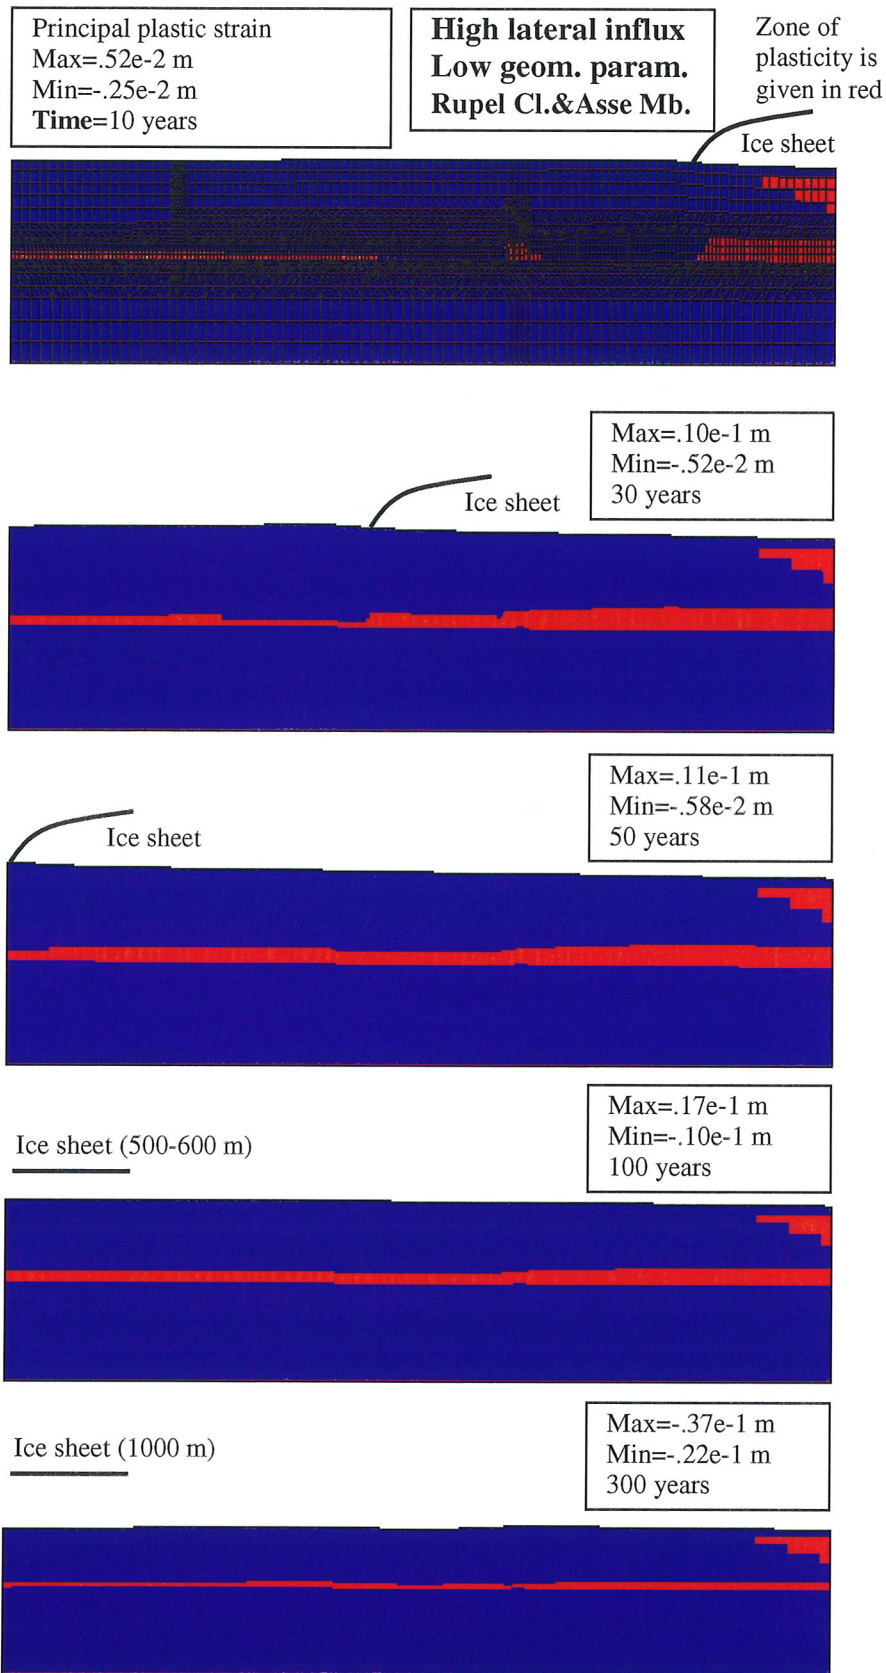 Principal plastic strain
Max=.52e-2 m
Min=-.25e-2 m
Time=10 years
High lateral influx
Low geom. param.
Rupel Cl.&Asse Mb.
Zone of
plasticity is
given in red
Ice sheet
Max=.10e-1 m
Min=-.52e-2 m
30 years
Ice sheet
Max=.11e-1 m
Min=-.58e-2 m
50 years
Ice sheet
Max=.17e-1 m
Min=-.10e-1 m
100 years
Ice sheet (500-600 m)
Max=-.37e-1 m
Min=-.22e-1 m
300 years
Ice sheet (1000 m)